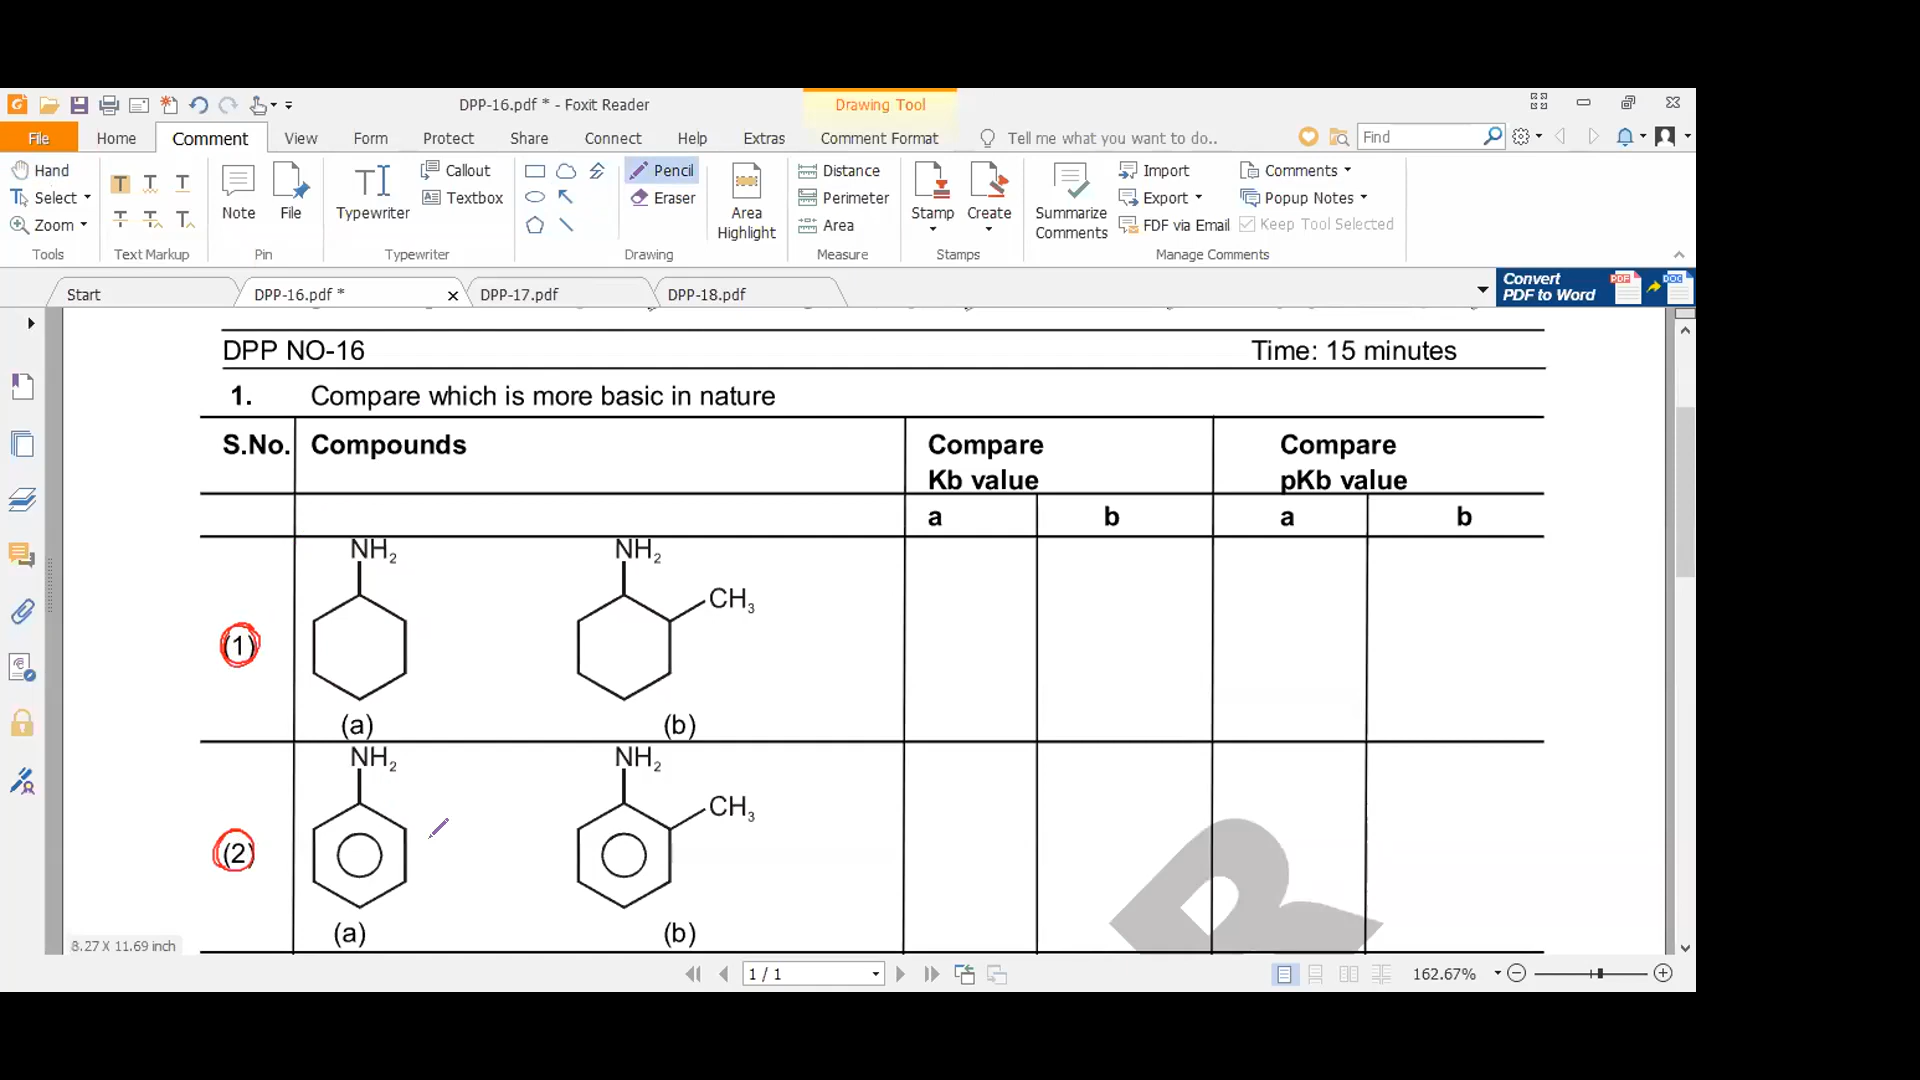 DPP-16.pdf * - Foxit Reader
Drawing Tool
File Home Comment View Form Protect Share Connect Help Extras Comment Format Tell me what you want to do.. Find
Hand
Select
Zoom
Tools
Text Markup
Note
File
Pin
Typewriter
Callout
Textbox
Typewriter
Pencil
Eraser
Drawing
Area
Highlight
Distance
Perimeter
Area
Measure
Stamp
Create
Stamps
Summarize
Comments
Import
Export
FDF via Email
Comments
Popup Notes
Keep Tool Selected
Manage Comments
Start DPP-16.pdf * DPP-17.pdf DPP-18.pdf
Convert
PDF to Word
PDF DOC
DPP NO-16 Time: 15 minutes
1. Compare which is more basic in nature
S.No. Compounds Compare Compare
Kb value pKb value
a b a b
NH2 NH2
CH3
(1)
(a) (b)
NH2 NH2
CH3
(2)
(a) (b)
R
8.27 X 11.69 inch
1 / 1 162.67%